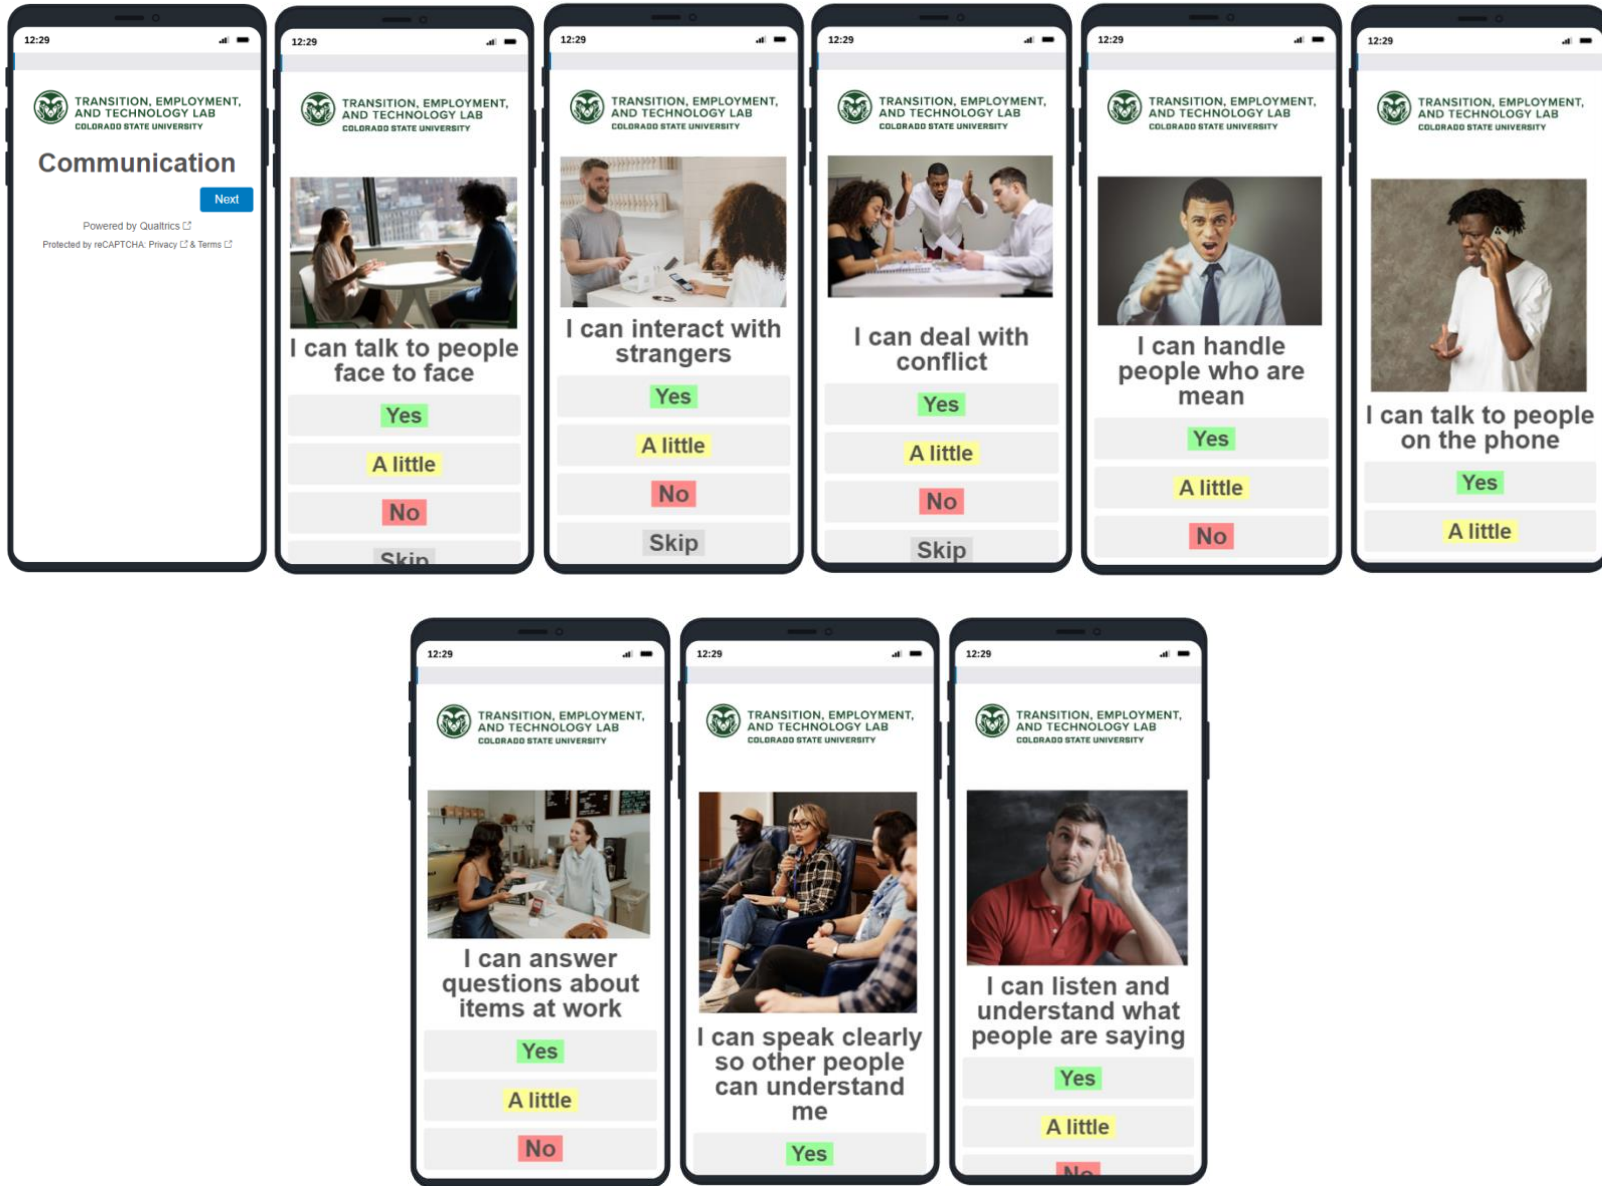 12:29
TRANSITION, EMPLOYMENT,
AND TECHNOLOGY LAB
COLORADO STATE UNIVERSITY
Communication
Next
Powered by Qualtrics
Protected by reCAPTCHA: Privacy & Terms
12:29
TRANSITION, EMPLOYMENT,
AND TECHNOLOGY LAB
COLORADO STATE UNIVERSITY
I can talk to people
face to face
Yes
A little
No
Skip
12:29
TRANSITION, EMPLOYMENT,
AND TECHNOLOGY LAB
COLORADO STATE UNIVERSITY
I can interact with
strangers
Yes
A little
No
Skip
12:29
TRANSITION, EMPLOYMENT,
AND TECHNOLOGY LAB
COLORADO STATE UNIVERSITY
I can deal with
conflict
Yes
A little
No
Skip
12:29
TRANSITION, EMPLOYMENT,
AND TECHNOLOGY LAB
COLORADO STATE UNIVERSITY
I can handle
people who are
mean
Yes
A little
No
12:29
TRANSITION, EMPLOYMENT,
AND TECHNOLOGY LAB
COLORADO STATE UNIVERSITY
I can talk to people
on the phone
Yes
A little
12:29
TRANSITION, EMPLOYMENT,
AND TECHNOLOGY LAB
COLORADO STATE UNIVERSITY
I can answer
questions about
items at work
Yes
A little
No
12:29
TRANSITION, EMPLOYMENT,
AND TECHNOLOGY LAB
COLORADO STATE UNIVERSITY
I can speak clearly
so other people
can understand
me
Yes
12:29
TRANSITION, EMPLOYMENT,
AND TECHNOLOGY LAB
COLORADO STATE UNIVERSITY
I can listen and
understand what
people are saying
Yes
A little
No